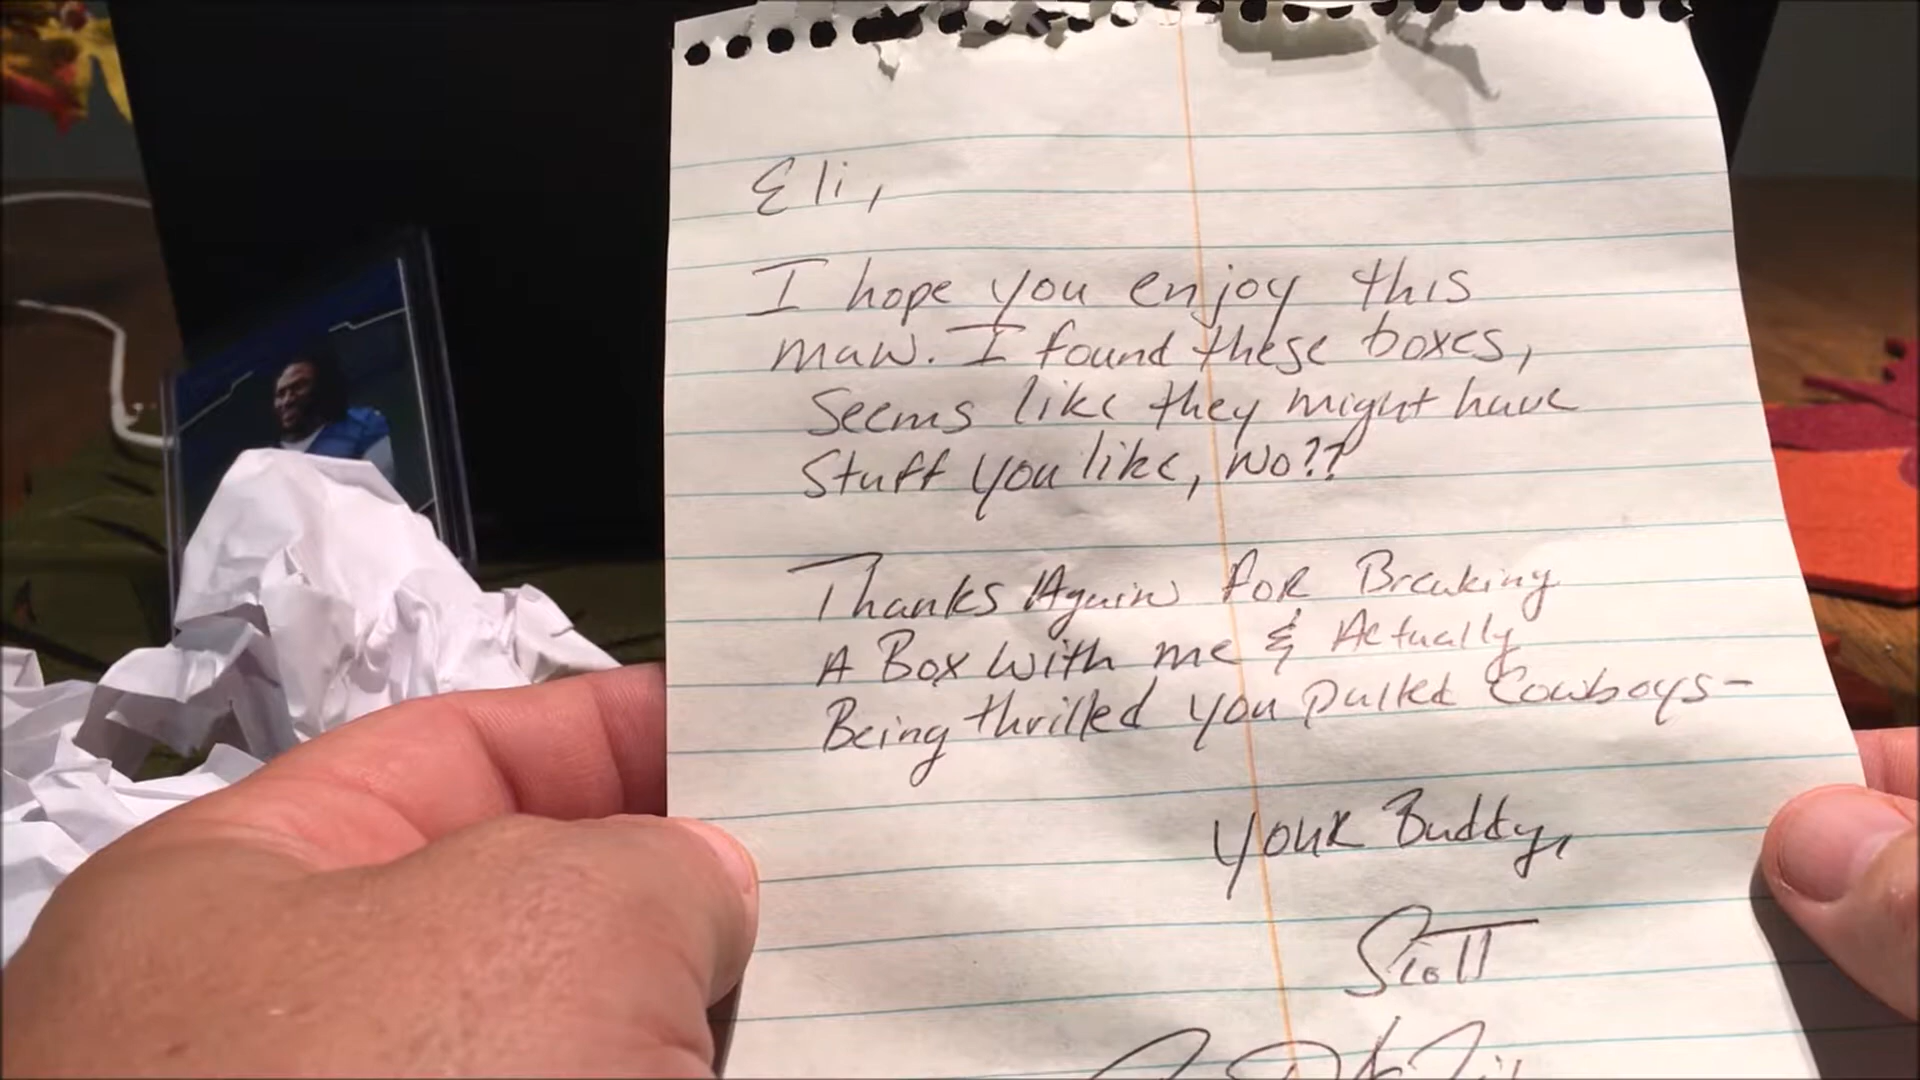 Eli,
I hope you enjoy this
maw. I found these boxes,
Seems like they might have
Stuff you like, No??
Thanks Again for Breaking
A Box with me & Actually
Being thrilled you pulled Cowboys-
Your Buddy,
Scott